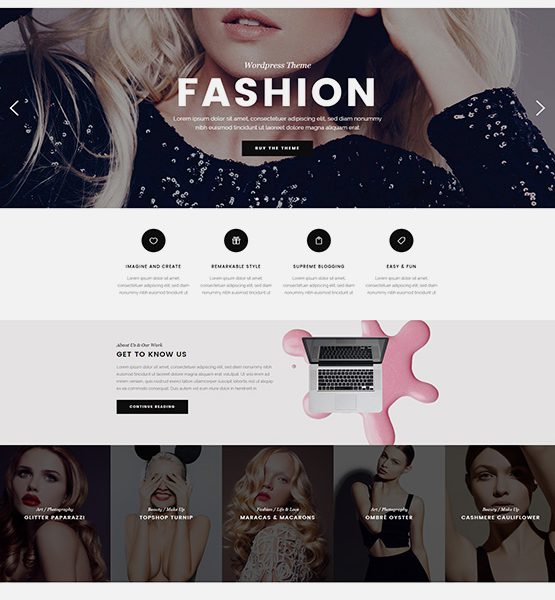 Wordpress Theme
FASHION
Lorem ipsum dolor sit amet, consectetuer adipiscing elit, sed diam nonummy
nibh euismod tincidunt ut laoreet dolore magna aliquam erat.
BUY THE THEME
IMAGINE AND CREATE
Lorem ipsum dolor sit amet,
consectetuer adipiscing elit, sed diam
nonummy nibh euismod tincidunt ut
REMARKABLE STYLE
Lorem ipsum dolor sit amet,
consectetuer adipiscing elit, sed diam
nonummy nibh euismod tincidunt ut
SUPREME BLOGGING
Lorem ipsum dolor sit amet,
consectetuer adipiscing elit, sed diam
nonummy nibh euismod tincidunt ut
EASY & FUN
Lorem ipsum dolor sit amet,
consectetuer adipiscing elit, sed diam
nonummy nibh euismod tincidunt ut
About Us & Our Work
GET TO KNOW US
Lorem ipsum dolor sit amet, consectetuer adipiscing elit, sed
diam nonummy nibh euismod tincidunt ut laoreet dolore magna
aliquam erat volutpat. Ut wisi enim ad
minim veniam, quis nostrud exerci tation ullamcorper suscipit
ea commodo consequat. Duis autem vel eum iriure dolor in hendrerit in
CONTINUE READING
Art / Photography
GLITTER PAPARAZZI
Beauty / Make Up
TOPSHOP TURNIP
Fashion / Life & Love
MARACAS & MACARONS
Art / Photography
OMBRÉ OYSTER
Beauty / Make Up
CASHMERE CAULIFLOWER